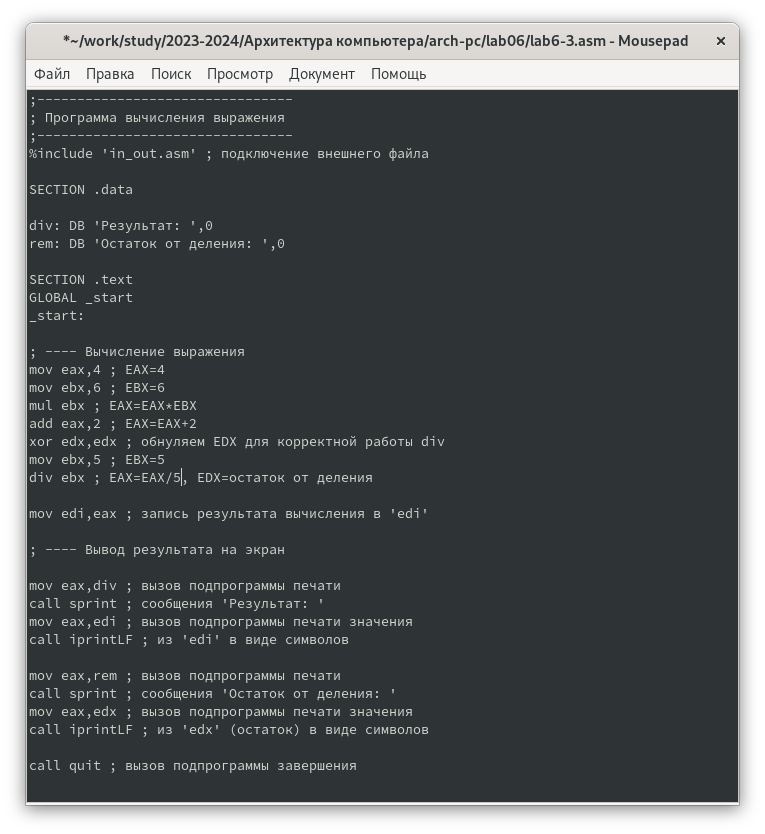 *~/work/study/2023-2024/Архитектура компьютера/arch-pc/lab06/lab6-3.asm - Mousepad ×
Файл Правка Поиск Просмотр Документ Помощь
;--------------------------------
; Программа вычисления выражения
;--------------------------------
%include 'in_out.asm' ; подключение внешнего файла
SECTION .data
div: DB 'Результат: ',0
rem: DB 'Остаток от деления: ',0
SECTION .text
GLOBAL _start
_start:
; ---- Вычисление выражения
mov eax,4 ; EAX=4
mov ebx,6 ; EBX=6
mul ebx ; EAX=EAX*EBX
add eax,2 ; EAX=EAX+2
xor edx,edx ; обнуляем EDX для корректной работы div
mov ebx,5 ; EBX=5
div ebx ; EAX=EAX/5, EDX=остаток от деления
mov edi,eax ; запись результата вычисления в 'edi'
; ---- Вывод результата на экран
mov eax,div ; вызов подпрограммы печати
call sprint ; сообщения 'Результат: '
mov eax,edi ; вызов подпрограммы печати значения
call iprintLF ; из 'edi' в виде символов
mov eax,rem ; вызов подпрограммы печати
call sprint ; сообщения 'Остаток от деления: '
mov eax,edx ; вызов подпрограммы печати значения
call iprintLF ; из 'edx' (остаток) в виде символов
call quit ; вызов подпрограммы завершения